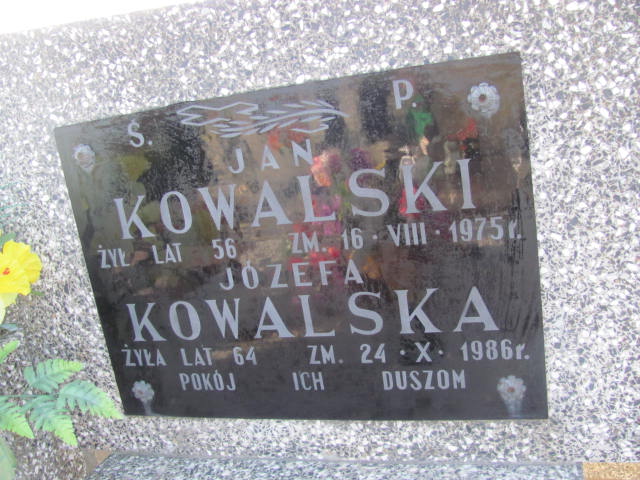 Ś. P.
JAN
KOWALSKI
ŻYŁ LAT 56 ZM. 16 · VIII · 1975 r.
JÓZEFA
KOWALSKA
ŻYŁA LAT 64 ZM. 24 · X · 1986 r.
POKÓJ ICH DUSZOM